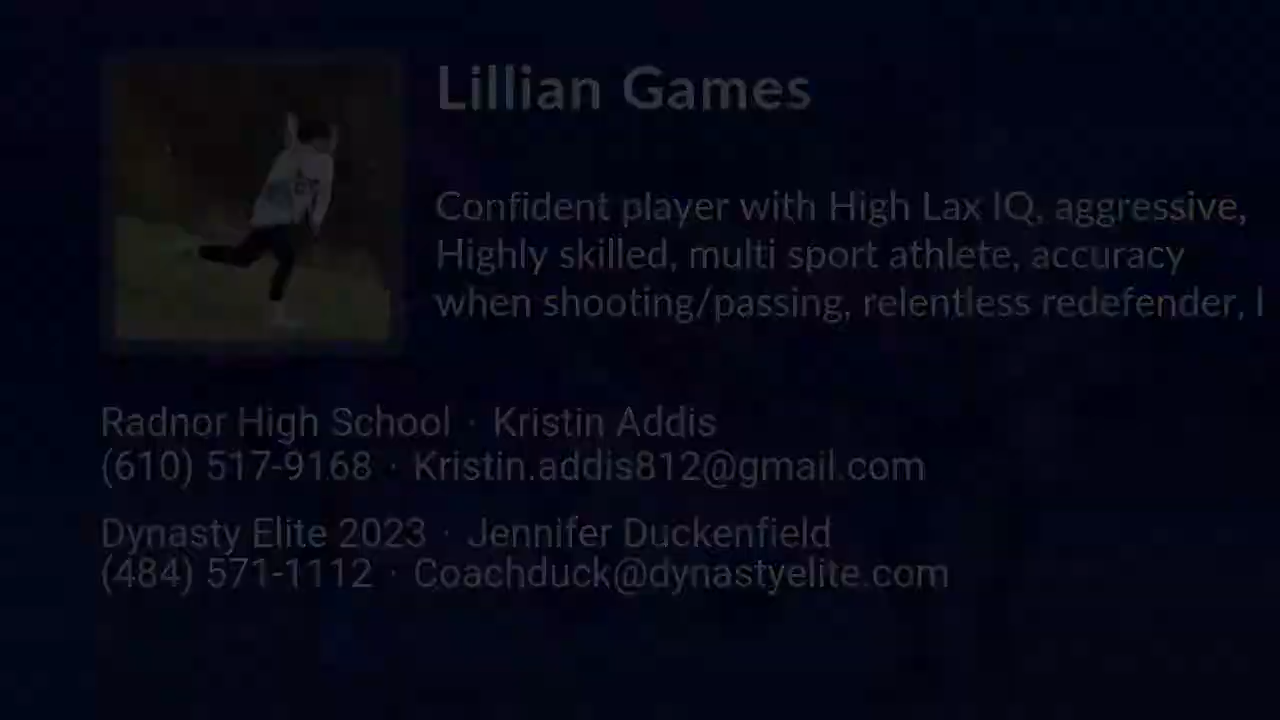 Lillian Games
Confident player with High Lax IQ, aggressive,
Highly skilled, multi sport athlete, accuracy
when shooting/passing, relentless redefender, I
Radnor High School · Kristin Addis
(610) 517-9168 · Kristin.addis812@gmail.com
Dynasty Elite 2023 · Jennifer Duckenfield
(484) 571-1112 · Coachduck@dynastyelite.com